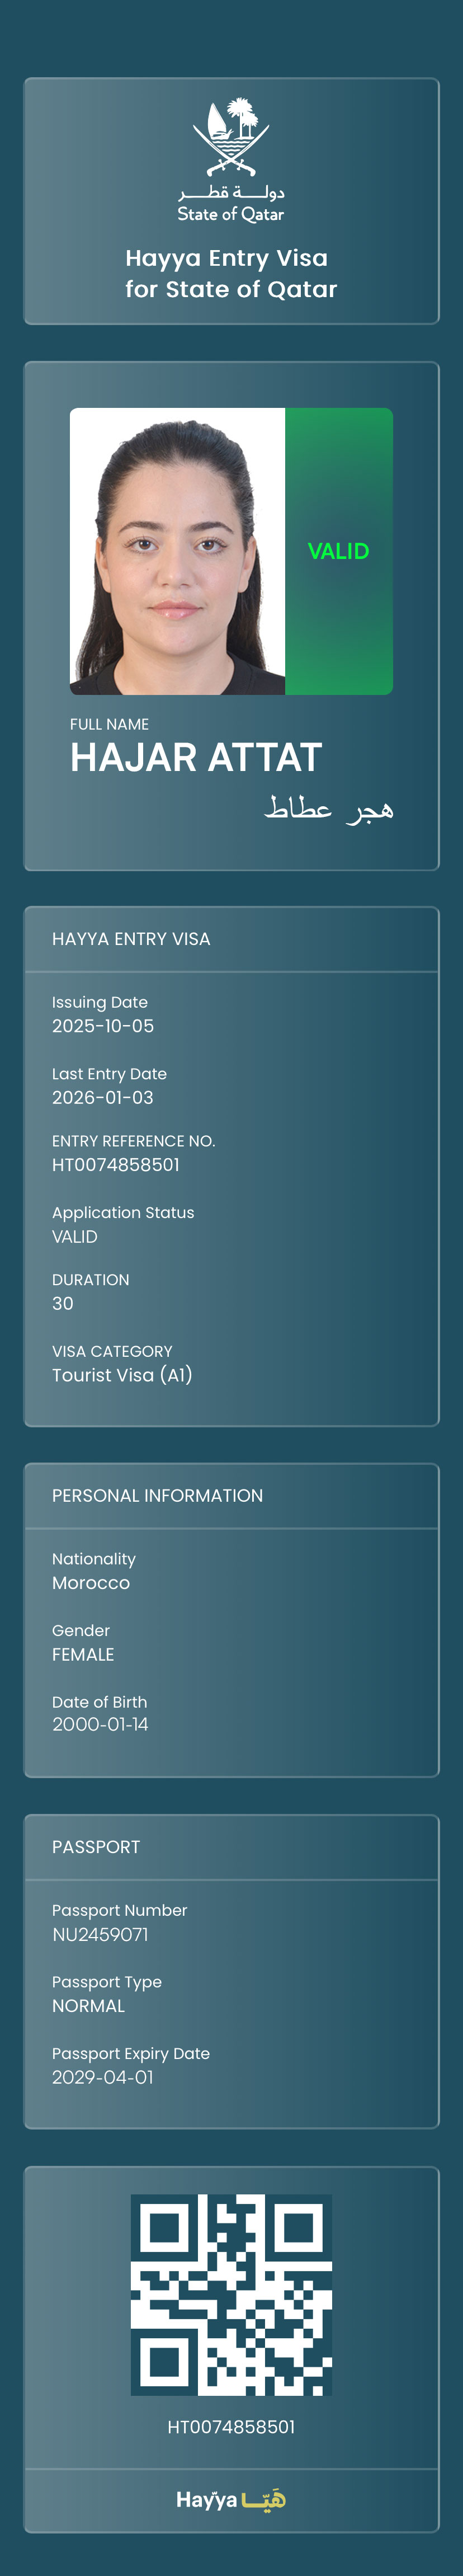 دولـــة قطـــر
State of Qatar
Hayya Entry Visa
for State of Qatar
VALID
FULL NAME
HAJAR ATTAT
هجر عطاط
HAYYA ENTRY VISA
Issuing Date
2025-10-05
Last Entry Date
2026-01-03
ENTRY REFERENCE NO.
HT0074858501
Application Status
VALID
DURATION
30
VISA CATEGORY
Tourist Visa (A1)
PERSONAL INFORMATION
Nationality
Morocco
Gender
FEMALE
Date of Birth
2000-01-14
PASSPORT
Passport Number
NU2459071
Passport Type
NORMAL
Passport Expiry Date
2029-04-01
HT0074858501
Hayya هَيّــا